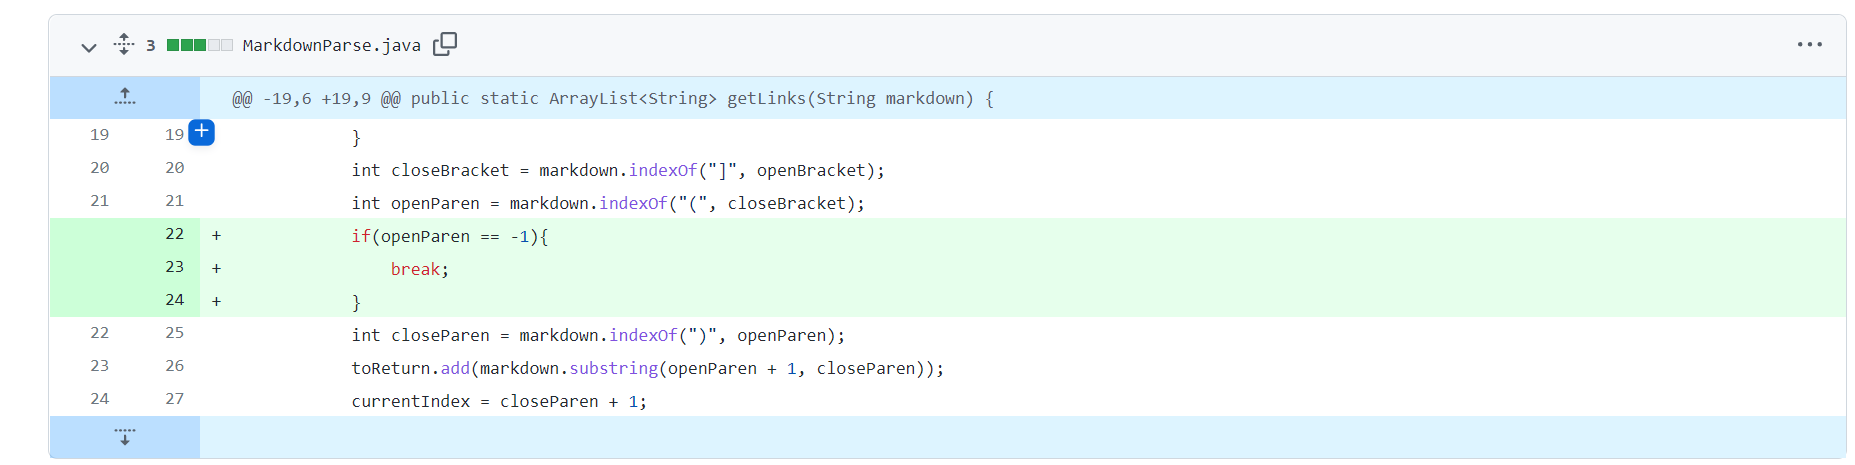 3 MarkdownParse.java
@@ -19,6 +19,9 @@ public static ArrayList<String> getLinks(String markdown) {
19 19 }
20 20 int closeBracket = markdown.indexOf("]", openBracket);
21 21 int openParen = markdown.indexOf("(", closeBracket);
22 + if(openParen == -1){
23 + break;
24 + }
22 25 int closeParen = markdown.indexOf(")", openParen);
23 26 toReturn.add(markdown.substring(openParen + 1, closeParen));
24 27 currentIndex = closeParen + 1;